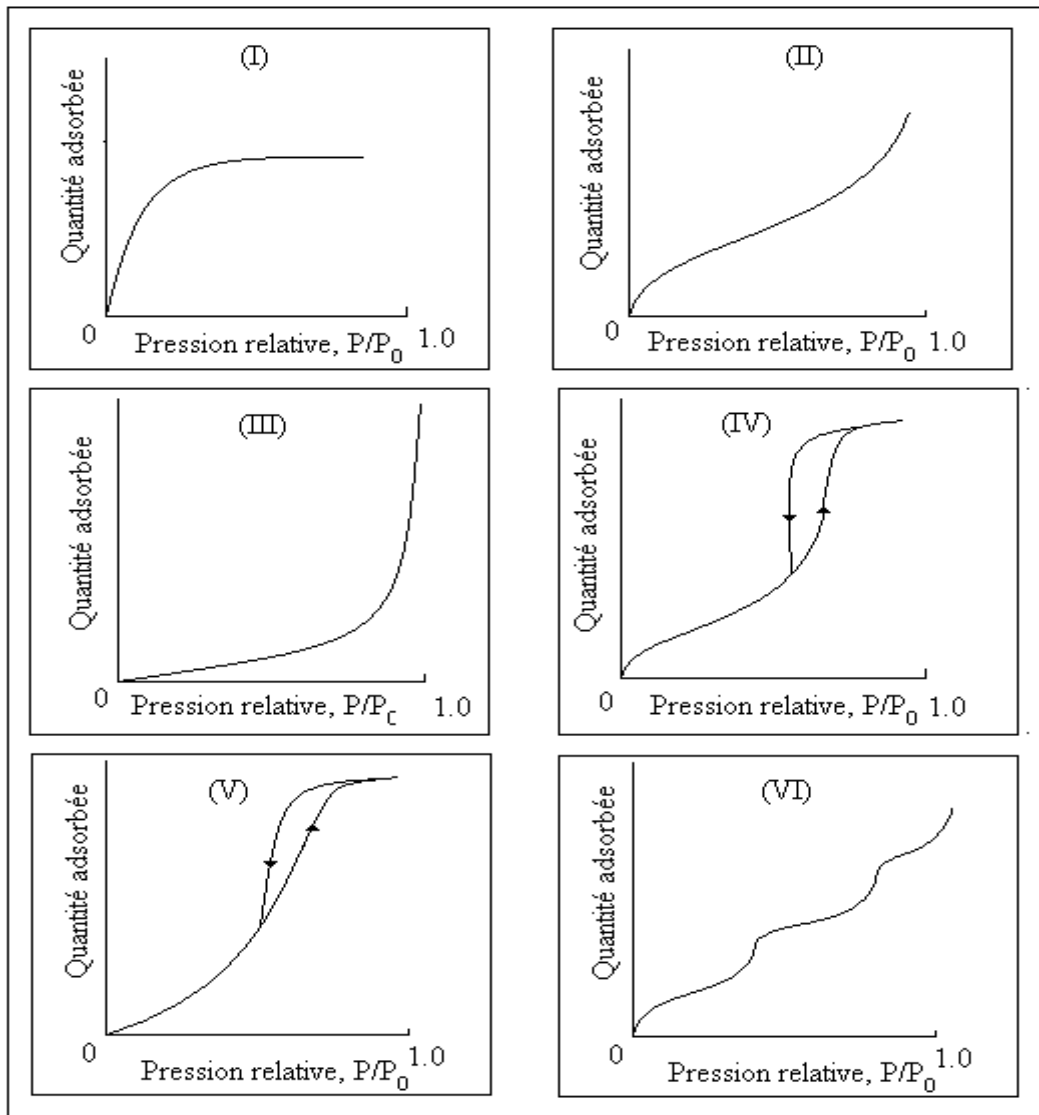 (I)
Quantité adsorbée
0
Pression relative, P/P₀
1.0
(II)
Quantité adsorbée
0
Pression relative, P/P₀
1.0
(III)
Quantité adsorbée
0
Pression relative, P/P₀
1.0
(IV)
Quantité adsorbée
0
Pression relative, P/P₀
1.0
(V)
Quantité adsorbée
0
Pression relative, P/P₀
1.0
(VI)
Quantité adsorbée
0
Pression relative, P/P₀
1.0